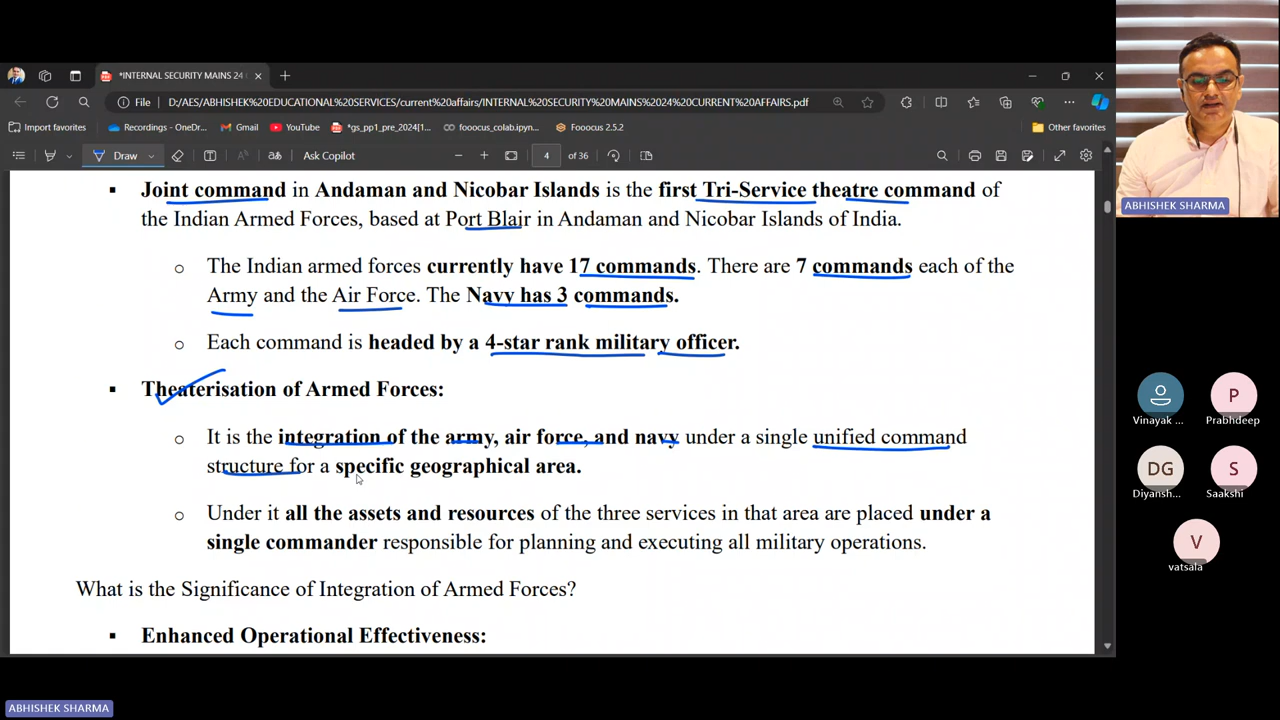 *INTERNAL SECURITY MAINS 24
File
D:/AES/ABHISHEK%20EDUCATIONAL%20SERVICES/current%20affairs/INTERNAL%20SECURITY%20MAINS%202024%20CURRENT%20AFFAIRS.pdf
Import favorites
Recordings - OneDr...
Gmail
YouTube
*gs_pp1_pre_2024[1...
fooocus_colab.ipyn...
Fooocus 2.5.2
Other favorites
Draw
Ask Copilot
4 of 36
▪ Joint command in Andaman and Nicobar Islands is the first Tri-Service theatre command of
the Indian Armed Forces, based at Port Blair in Andaman and Nicobar Islands of India.
o The Indian armed forces currently have 17 commands. There are 7 commands each of the
Army and the Air Force. The Navy has 3 commands.
o Each command is headed by a 4-star rank military officer.
▪ Theaterisation of Armed Forces:
o It is the integration of the army, air force, and navy under a single unified command
structure for a specific geographical area.
o Under it all the assets and resources of the three services in that area are placed under a
single commander responsible for planning and executing all military operations.
What is the Significance of Integration of Armed Forces?
▪ Enhanced Operational Effectiveness:
ABHISHEK SHARMA
Vinayak ...
P
Prabhdeep
DG
Diyansh...
S
Saakshi
V
vatsala
ABHISHEK SHARMA